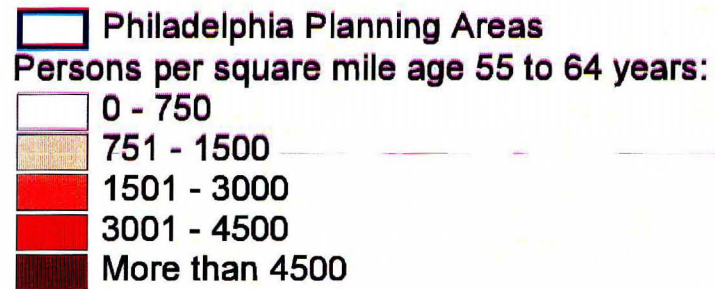 Philadelphia Planning Areas
Persons per square mile age 55 to 64 years:
0 - 750
751 - 1500
1501 - 3000
3001 - 4500
More than 4500